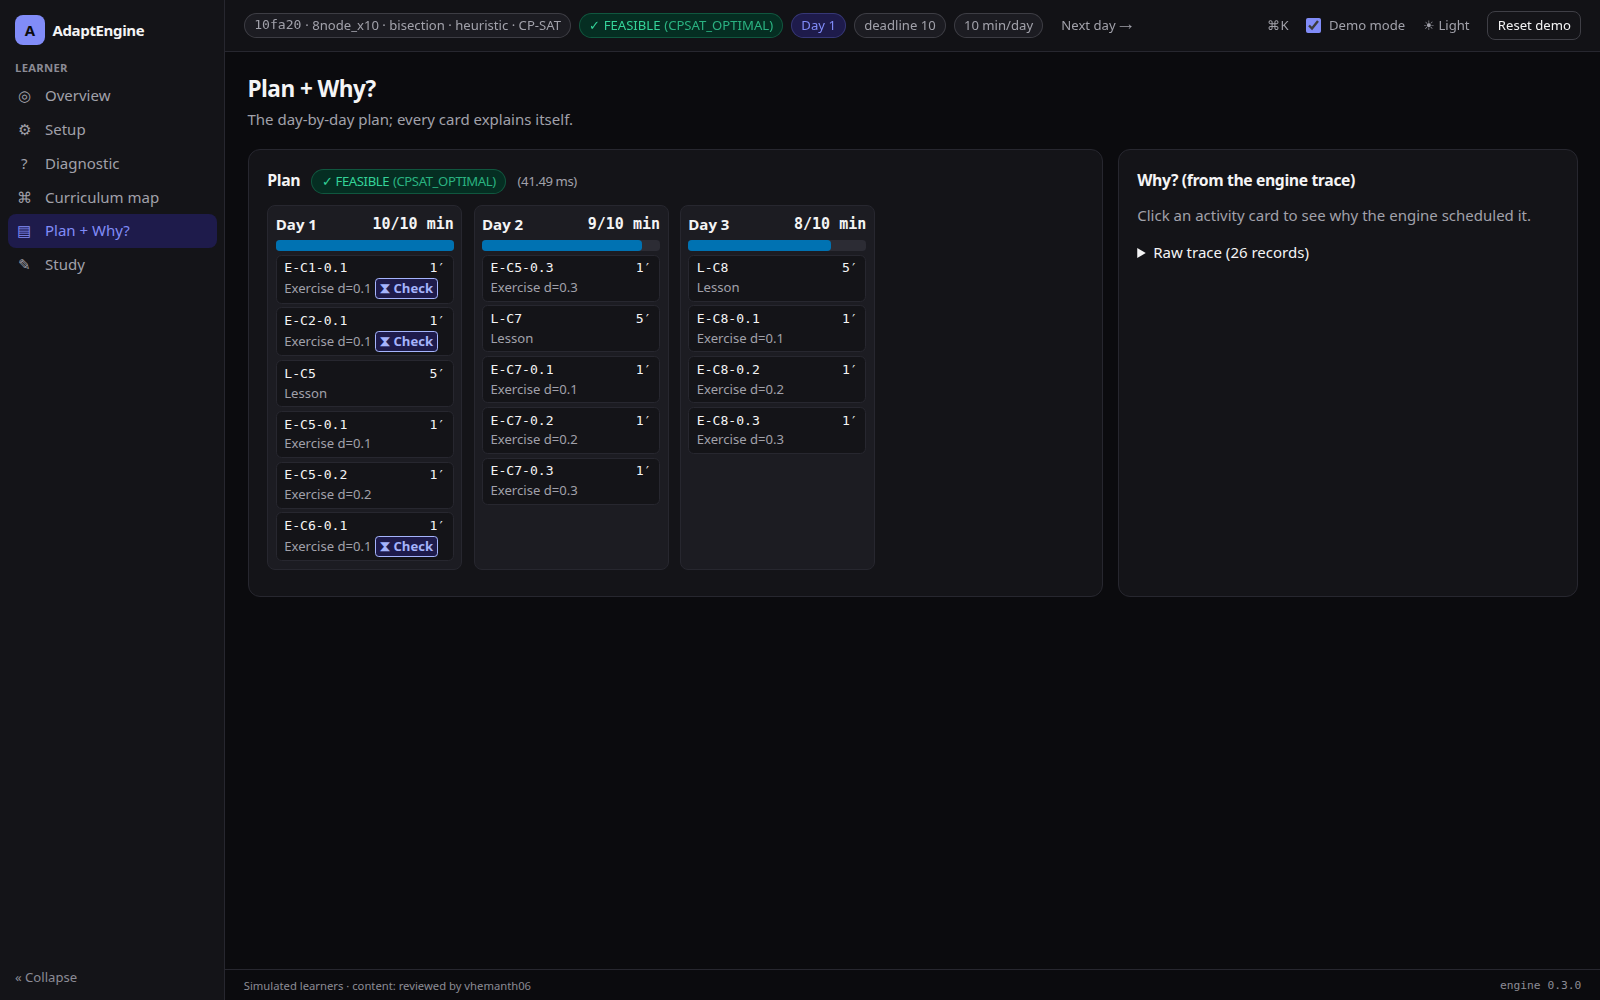 A AdaptEngine
LEARNER
◎ Overview
⚙ Setup
? Diagnostic
⌘ Curriculum map
▤ Plan + Why?
✎ Study
« Collapse
10fa20 · 8node_x10 · bisection · heuristic · CP-SAT ✓ FEASIBLE (CPSAT_OPTIMAL) Day 1 deadline 10 10 min/day Next day → ⌘K Demo mode ☀ Light Reset demo
Plan + Why?
The day-by-day plan; every card explains itself.
Plan ✓ FEASIBLE (CPSAT_OPTIMAL) (41.49 ms)
Day 1 10/10 min
E-C1-0.1 1′
Exercise d=0.1 ⧗ Check
E-C2-0.1 1′
Exercise d=0.1 ⧗ Check
L-C5 5′
Lesson
E-C5-0.1 1′
Exercise d=0.1
E-C5-0.2 1′
Exercise d=0.2
E-C6-0.1 1′
Exercise d=0.1 ⧗ Check
Day 2 9/10 min
E-C5-0.3 1′
Exercise d=0.3
L-C7 5′
Lesson
E-C7-0.1 1′
Exercise d=0.1
E-C7-0.2 1′
Exercise d=0.2
E-C7-0.3 1′
Exercise d=0.3
Day 3 8/10 min
L-C8 5′
Lesson
E-C8-0.1 1′
Exercise d=0.1
E-C8-0.2 1′
Exercise d=0.2
E-C8-0.3 1′
Exercise d=0.3
Why? (from the engine trace)
Click an activity card to see why the engine scheduled it.
▶ Raw trace (26 records)
Simulated learners · content: reviewed by vhemanth06
engine 0.3.0